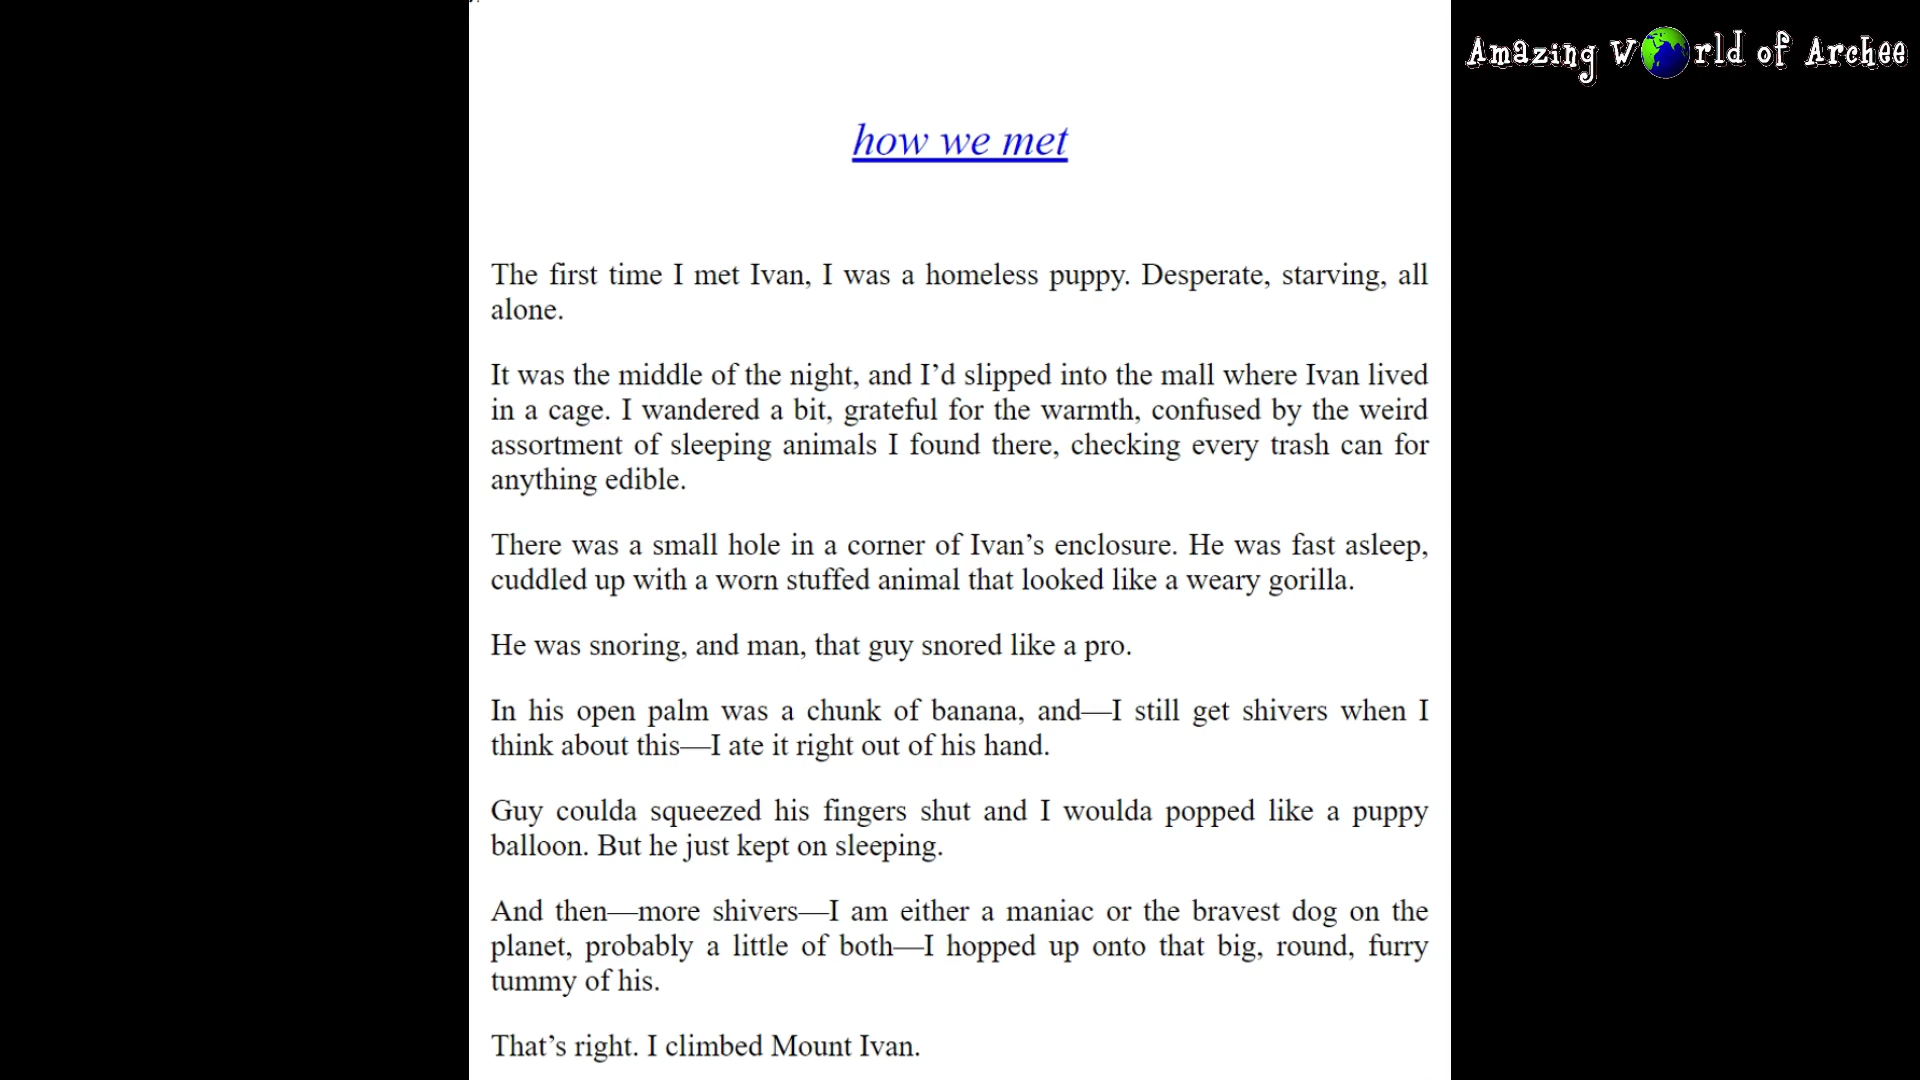 Amazing World of Archee
how we met
The first time I met Ivan, I was a homeless puppy. Desperate, starving, all
alone.
It was the middle of the night, and I’d slipped into the mall where Ivan lived
in a cage. I wandered a bit, grateful for the warmth, confused by the weird
assortment of sleeping animals I found there, checking every trash can for
anything edible.
There was a small hole in a corner of Ivan’s enclosure. He was fast asleep,
cuddled up with a worn stuffed animal that looked like a weary gorilla.
He was snoring, and man, that guy snored like a pro.
In his open palm was a chunk of banana, and—I still get shivers when I
think about this—I ate it right out of his hand.
Guy coulda squeezed his fingers shut and I woulda popped like a puppy
balloon. But he just kept on sleeping.
And then—more shivers—I am either a maniac or the bravest dog on the
planet, probably a little of both—I hopped up onto that big, round, furry
tummy of his.
That’s right. I climbed Mount Ivan.